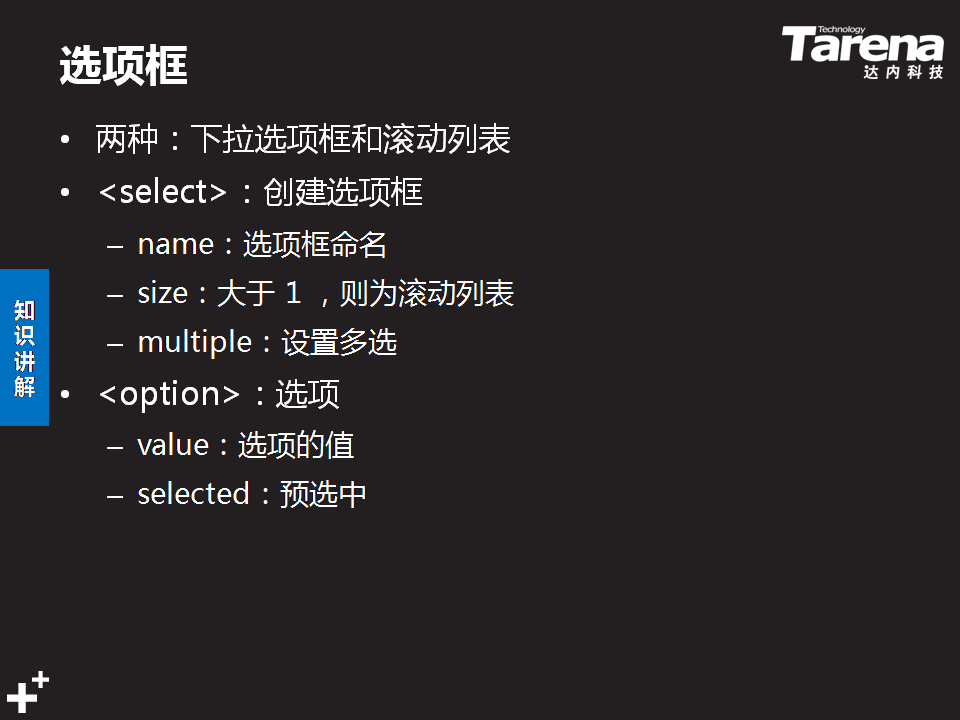 选项框
Technology
Tarena
达内科技
• 两种：下拉选项框和滚动列表
• <select>：创建选项框
– name：选项框命名
– size：大于 1 ，则为滚动列表
– multiple：设置多选
• <option>：选项
– value：选项的值
– selected：预选中
知识讲解